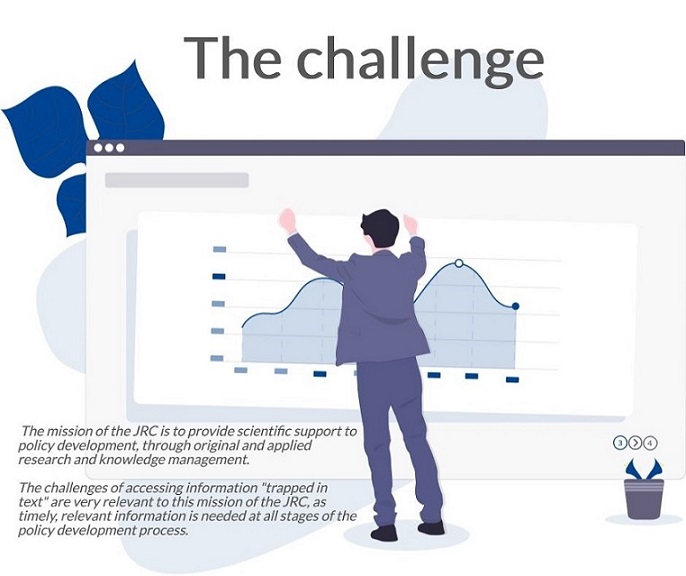 The challenge
The mission of the JRC is to provide scientific support to
policy development, through original and applied
research and knowledge management.
The challenges of accessing information "trapped in
text" are very relevant to this mission of the JRC, as
timely, relevant information is needed at all stages of the
policy development process.
3 4